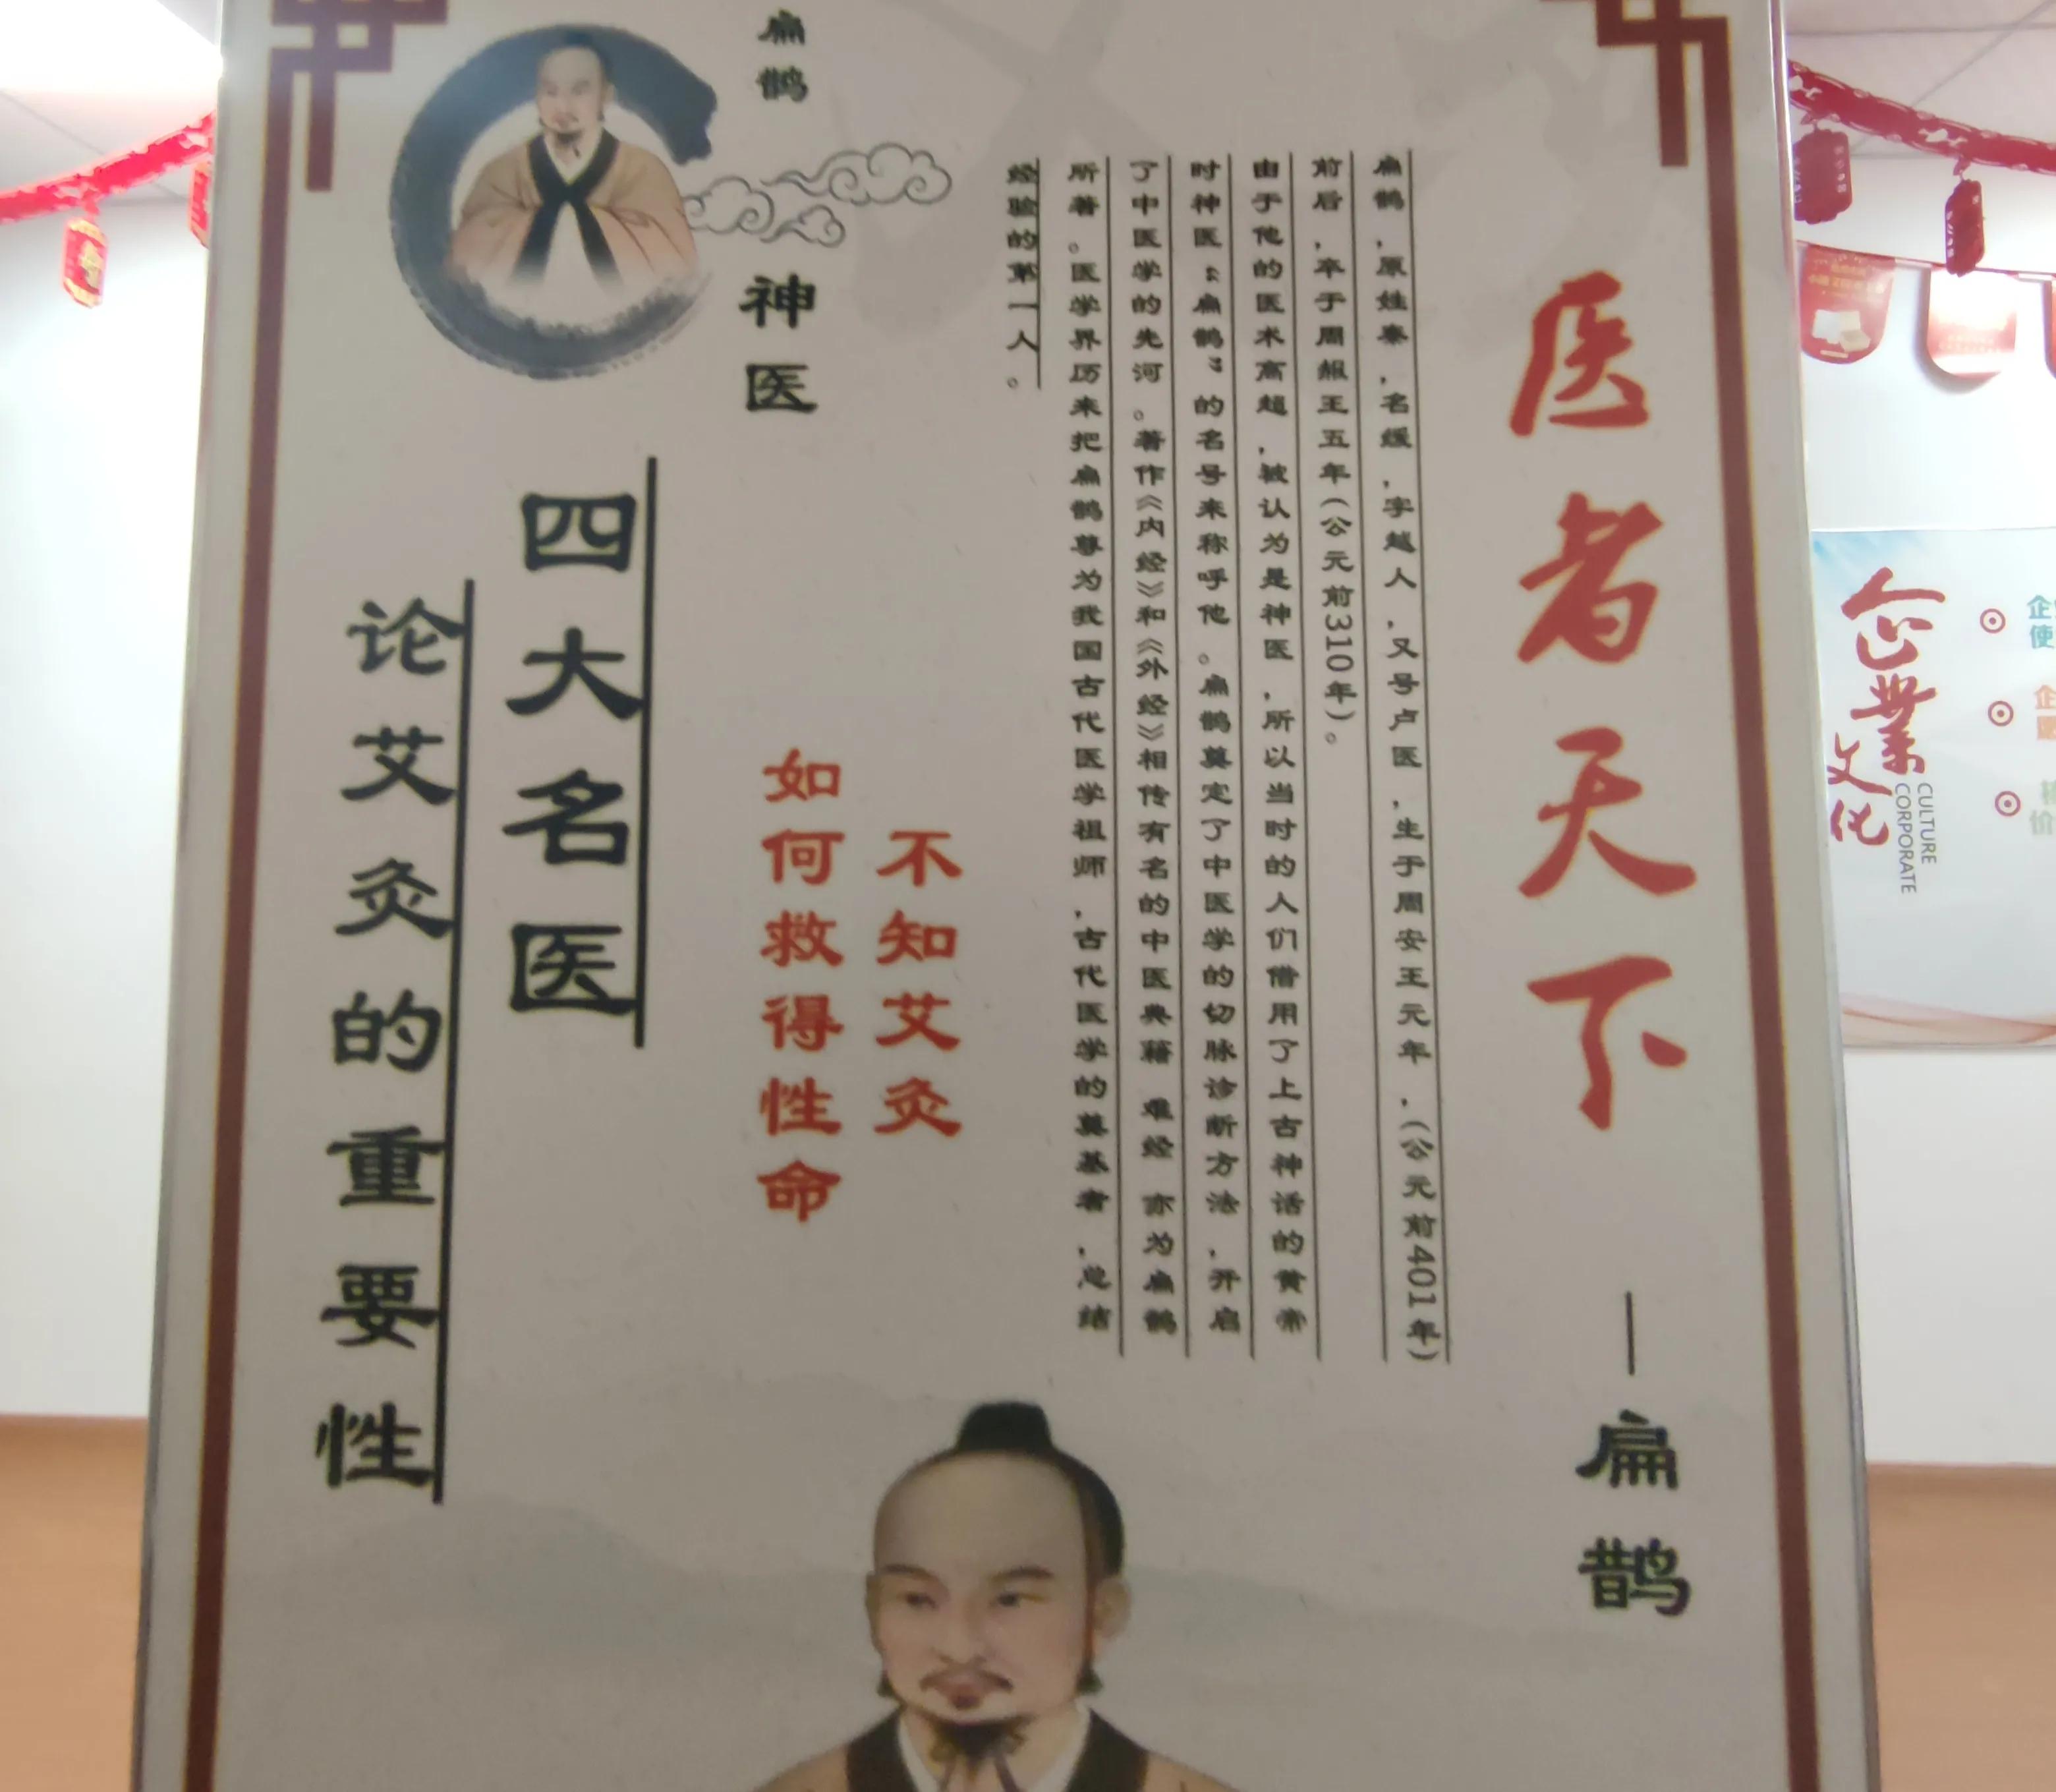 医者天下
—扁鹊
扁鹊，原姓秦，名缓，字越人，又号卢医，生于周安王元年，(公元前401年)
前后，卒于周赧王五年(公元前310年)。
由于他的医术高超，被认为是神医，所以当时的人们借用了上古神话的黄帝
时神医“扁鹊”的名号来称呼他。扁鹊奠定了中医学的切脉诊断方法，开启
了中医学的先河。著作《内经》和《外经》相传有名的中医典籍 难经 亦为扁鹊
所著。医学界历来把扁鹊尊为我国古代医学祖师，古代医学的奠基者，总结
经验的第一人。
扁鹊
神医
不知艾灸
如何救得性命
四大名医
论艾灸的重要性
企業文化
CULTURE
CORPORATE